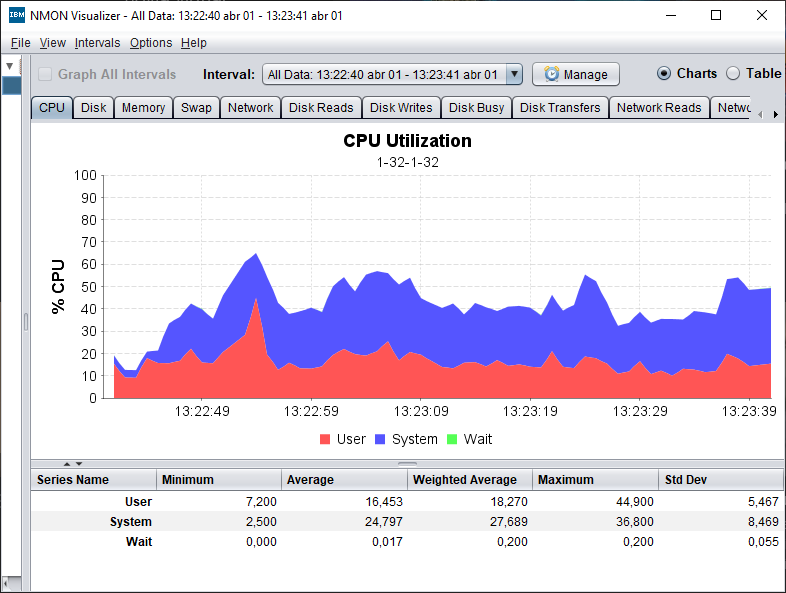 IBM NMON Visualizer - All Data: 13:22:40 abr 01 - 13:23:41 abr 01
File View Intervals Options Help
Graph All Intervals Interval: All Data: 13:22:40 abr 01 - 13:23:41 abr 01 Manage Charts Table
CPU Disk Memory Swap Network Disk Reads Disk Writes Disk Busy Disk Transfers Network Reads Netwo
CPU Utilization
1-32-1-32
% CPU
100
90
80
70
60
50
40
30
20
10
0
13:22:49 13:22:59 13:23:09 13:23:19 13:23:29 13:23:39
User System Wait
Series Name Minimum Average Weighted Average Maximum Std Dev
User 7,200 16,453 18,270 44,900 5,467
System 2,500 24,797 27,689 36,800 8,469
Wait 0,000 0,017 0,200 0,200 0,055